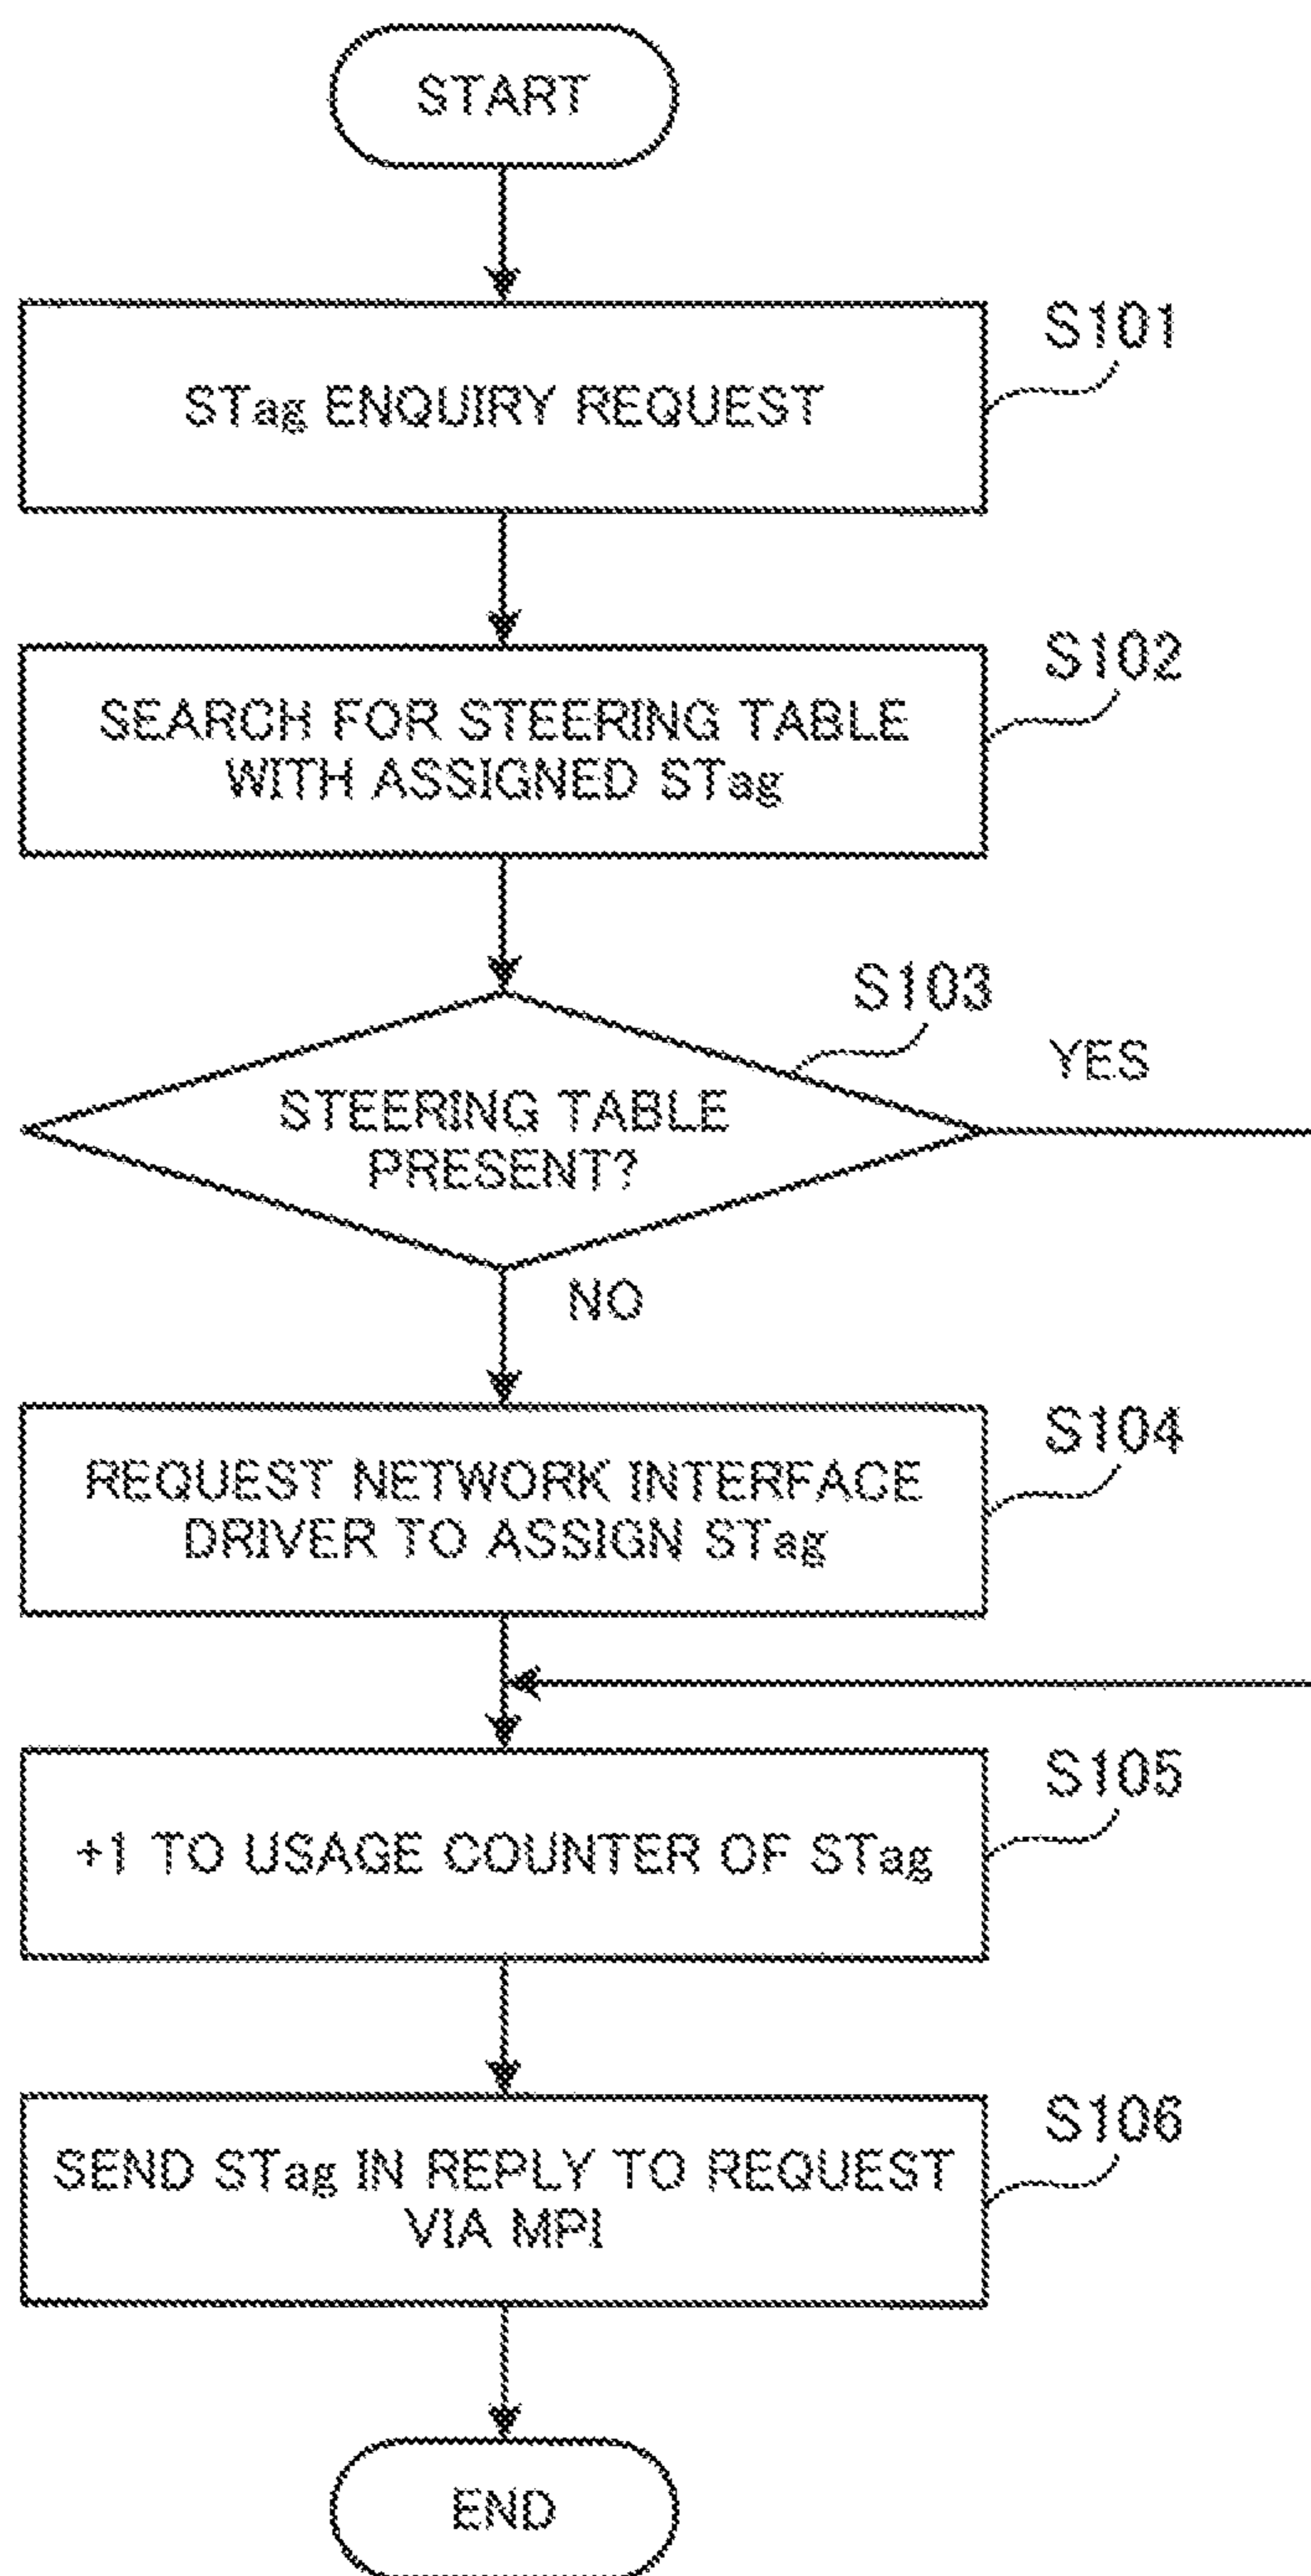 START
S101
STag ENQUIRY REQUEST
S102
SEARCH FOR STEERING TABLE
WITH ASSIGNED STag
S103
YES
STEERING TABLE
PRESENT?
NO
S104
REQUEST NETWORK INTERFACE
DRIVER TO ASSIGN STag
S105
+1 TO USAGE COUNTER OF STag
S106
SEND STag IN REPLY TO REQUEST
VIA MPI
END